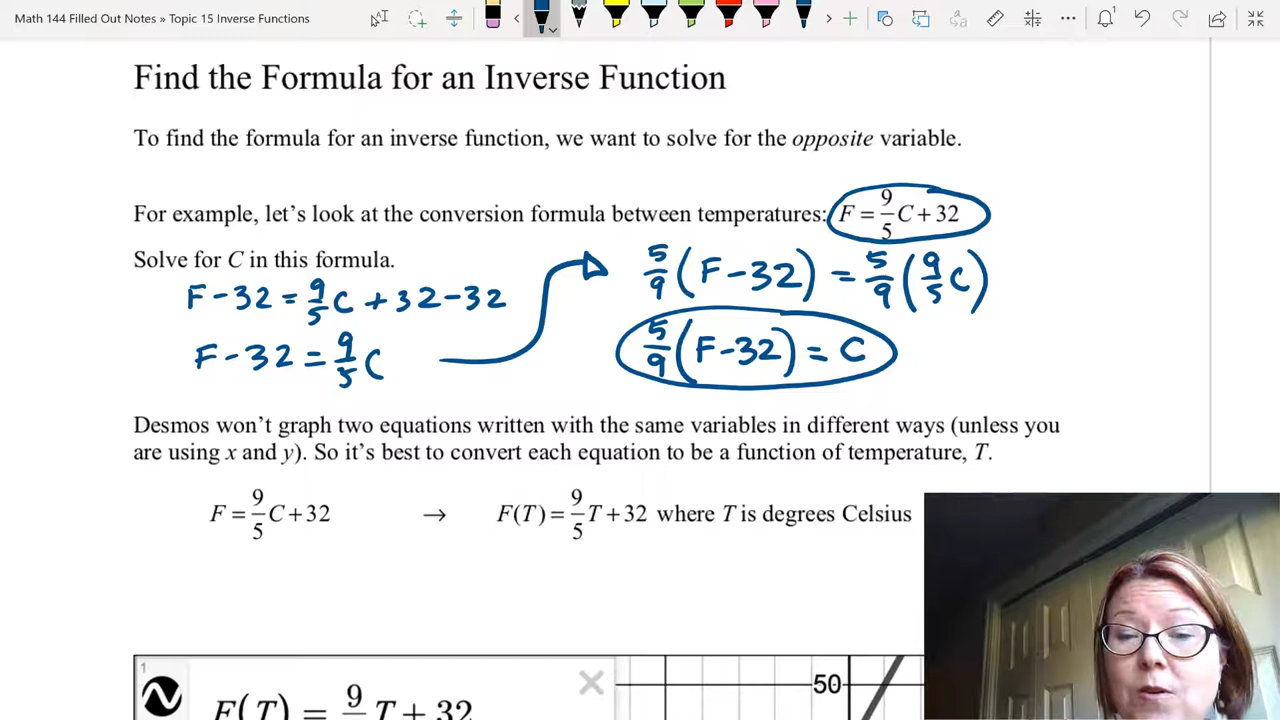 Math 144 Filled Out Notes » Topic 15 Inverse Functions
Find the Formula for an Inverse Function
To find the formula for an inverse function, we want to solve for the opposite variable.
For example, let's look at the conversion formula between temperatures: F = 9/5 C + 32
Solve for C in this formula.
F - 32 = 9/5 C + 32 - 32
F - 32 = 9/5 C
5/9 (F - 32) = 5/9 (9/5 C)
5/9 (F - 32) = C
Desmos won't graph two equations written with the same variables in different ways (unless you
are using x and y). So it's best to convert each equation to be a function of temperature, T.
F = 9/5 C + 32 → F(T) = 9/5 T + 32 where T is degrees Celsius
1
F(T) = 9 T + 32
50